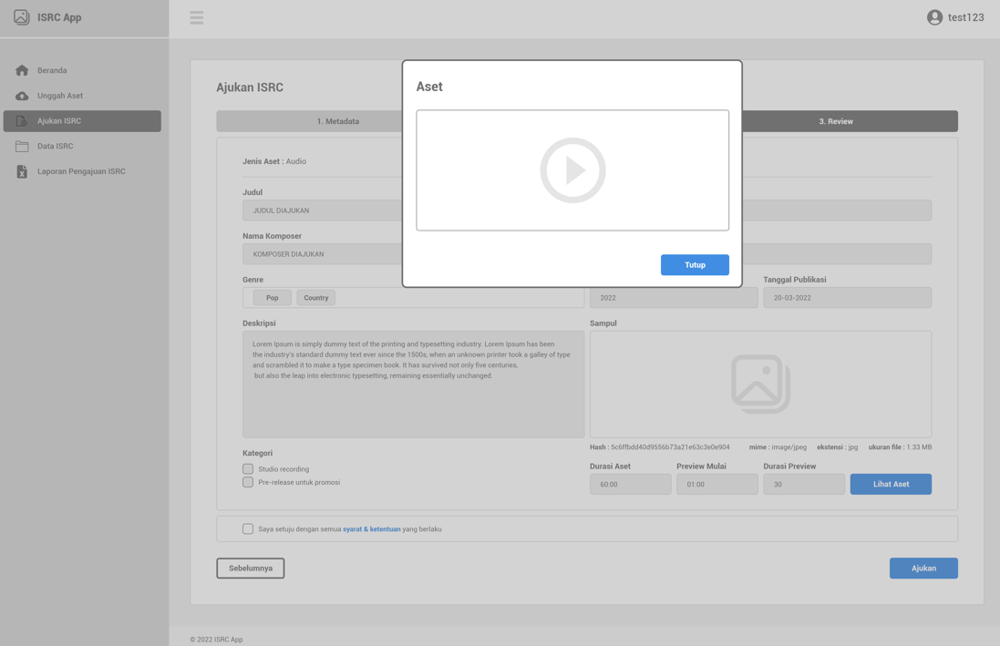 ISRC App
test123
Beranda
Unggah Aset
Ajukan ISRC
Data ISRC
Laporan Pengajuan ISRC
Ajukan ISRC
1. Metadata
3. Review
Jenis Aset : Audio
Judul
JUDUL DIAJUKAN
Nama Komposer
KOMPOSER DIAJUKAN
Genre
Pop
Country
2022
Tanggal Publikasi
20-03-2022
Deskripsi
Lorem Ipsum is simply dummy text of the printing and typesetting industry. Lorem Ipsum has been
the industry's standard dummy text ever since the 1500s, when an unknown printer took a galley of type
and scrambled it to make a type specimen book. It has survived not only five centuries,
but also the leap into electronic typesetting, remaining essentially unchanged.
Sampul
Hash : 5c6ffbdd40d9556b73a21e63c3e0e904 mime : image/jpeg ekstensi : jpg ukuran file : 1.33 MB
Kategori
Studio recording
Pre-release untuk promosi
Durasi Aset
60:00
Preview Mulai
01:00
Durasi Preview
30
Lihat Aset
Saya setuju dengan semua syarat & ketentuan yang berlaku
Sebelumnya
Ajukan
Aset
Tutup
© 2022 ISRC App